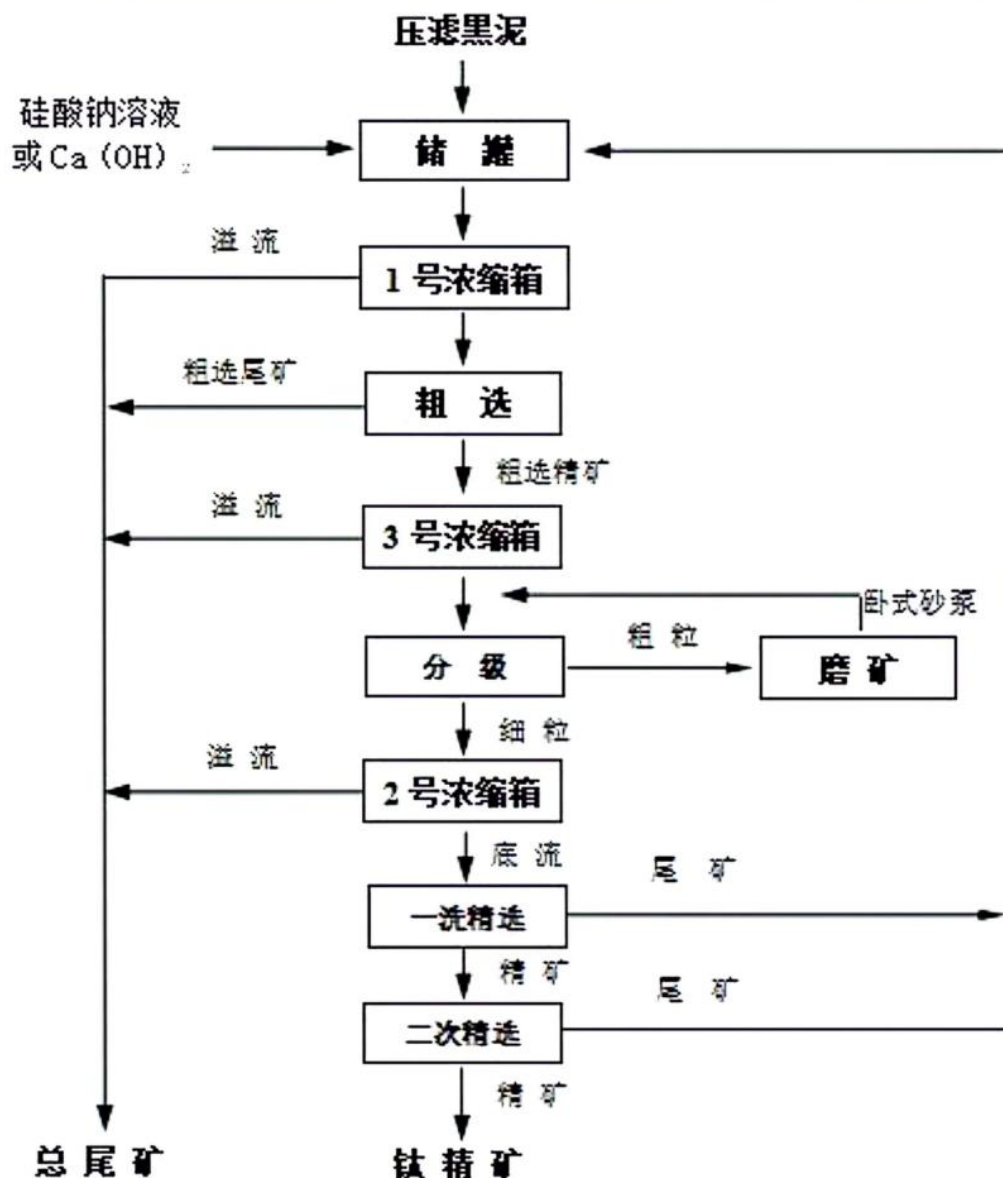 压滤黑泥
硅酸钠溶液
或Ca(OH)₂
储 罐
溢 流
1号浓缩箱
粗选尾矿
粗 选
粗选精矿
溢 流
3号浓缩箱
卧式砂浆
分 级
粗 粒
磨 矿
细 粒
溢 流
2号浓缩箱
底 流
尾 矿
一洗精选
精 矿
尾 矿
二次精选
精 矿
总 尾 矿
钛 精 矿